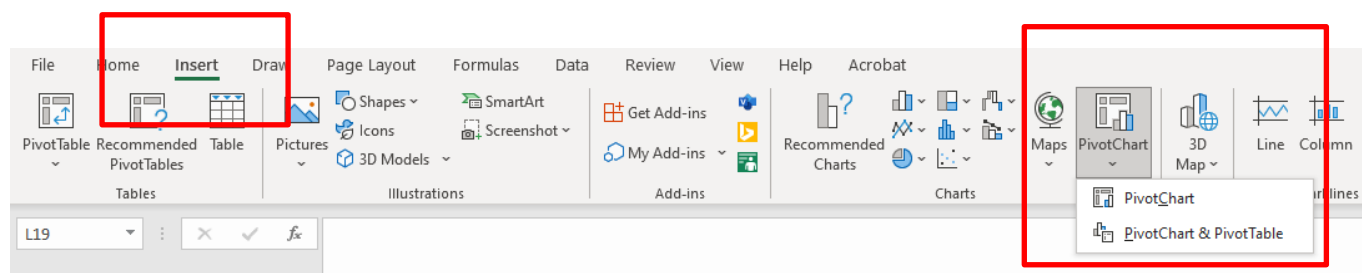 File Home Insert Draw Page Layout Formulas Data Review View Help Acrobat
PivotTable
Recommended
PivotTables
Table
Tables
Pictures
Shapes
Icons
3D Models
SmartArt
Screenshot
Illustrations
Get Add-ins
My Add-ins
Add-ins
Recommended
Charts
Charts
Maps
PivotChart
3D
Map
Line
Column
PivotChart
PivotChart & PivotTable
L19
fx